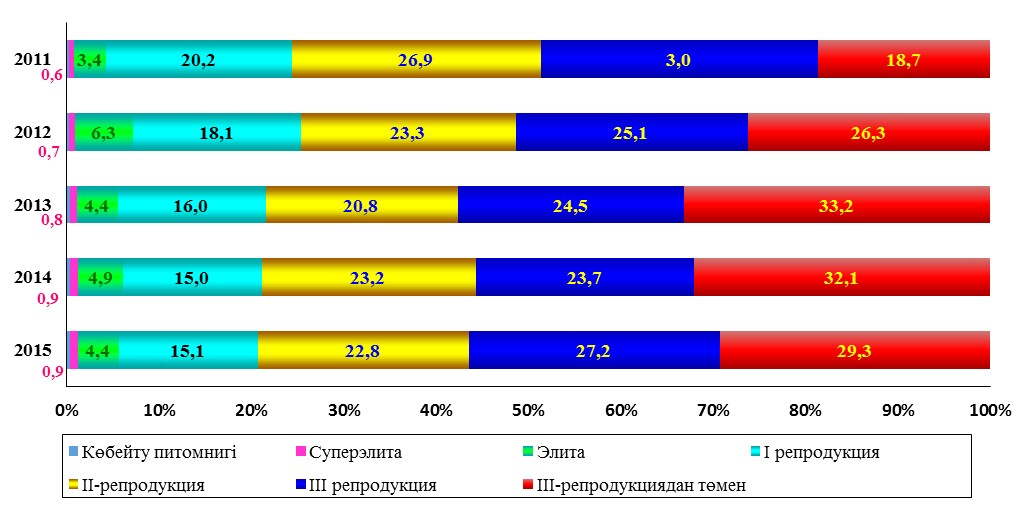 2011 3,4 20,2 26,9 3,0 18,7
0,6
2012 6,3 18,1 23,3 25,1 26,3
0,7
2013 4,4 16,0 20,8 24,5 33,2
0,8
2014 4,9 15,0 23,2 23,7 32,1
0,9
2015 4,4 15,1 22,8 27,2 29,3
0,9
0% 10% 20% 30% 40% 50% 60% 70% 80% 90% 100%
Көбейту питомнигі Суперэлита Элита I репродукция
II-репродукция III репродукция III-репродукциядан төмен